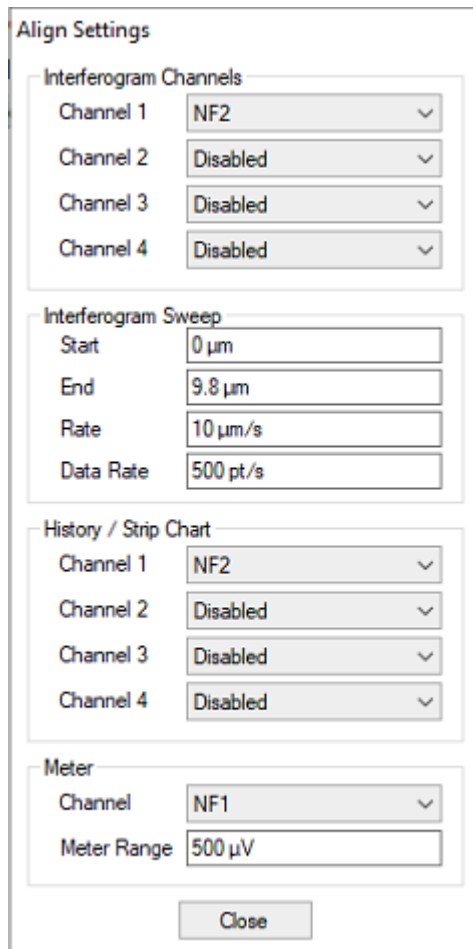 Align Settings
Interferogram Channels
Channel 1 NF2
Channel 2 Disabled
Channel 3 Disabled
Channel 4 Disabled
Interferogram Sweep
Start 0 µm
End 9.8 µm
Rate 10 µm/s
Data Rate 500 pt/s
History / Strip Chart
Channel 1 NF2
Channel 2 Disabled
Channel 3 Disabled
Channel 4 Disabled
Meter
Channel NF1
Meter Range 500 µV
Close